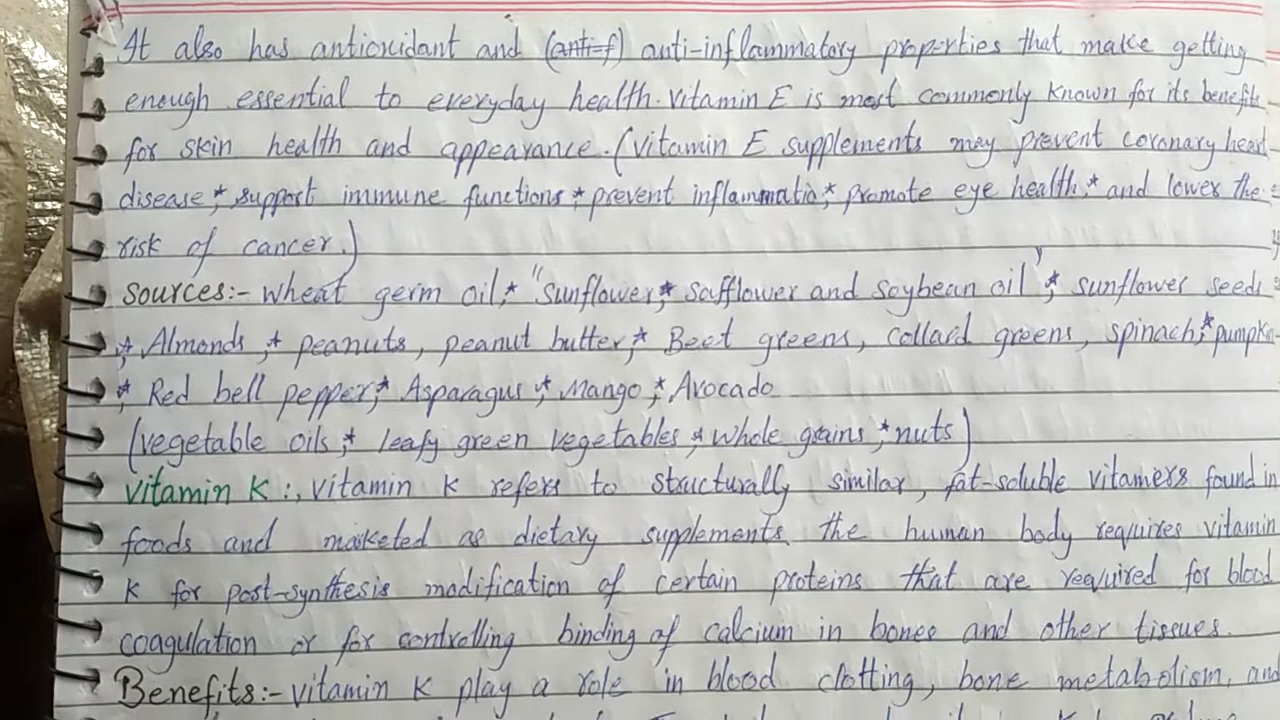 It also has antioxidant and (anti-f) anti-inflammatory properties that make getting
enough essential to everyday health. Vitamin E is most commonly known for its benefits
for skin health and appearance. (Vitamin E supplements may prevent coronary heart
disease,* support immune functions * prevent inflammatio,* promote eye health,* and lower the
risk of cancer.)
Sources:- Wheat germ oil,* "Sunflower,* safflower and soybean oil",* sunflower seeds
,* Almonds ,* peanuts, peanut butter,* Beet greens, collard greens, spinach,* pumpkin
* Red bell pepper,* Asparagus ,* Mango ,* Avocado
(vegetable oils,* leafy green vegetables * whole grains ,* nuts)
vitamin K :, vitamin K refers to structurally similar, fat-soluble vitamers found in
foods and marketed as dietary supplements. the human body requires vitamin
K for post-synthesis modification of certain proteins that are required for blood
coagulation or for controlling binding of calcium in bones and other tissues.
Benefits:- vitamin K play a role in blood clotting, bone metabolism, and